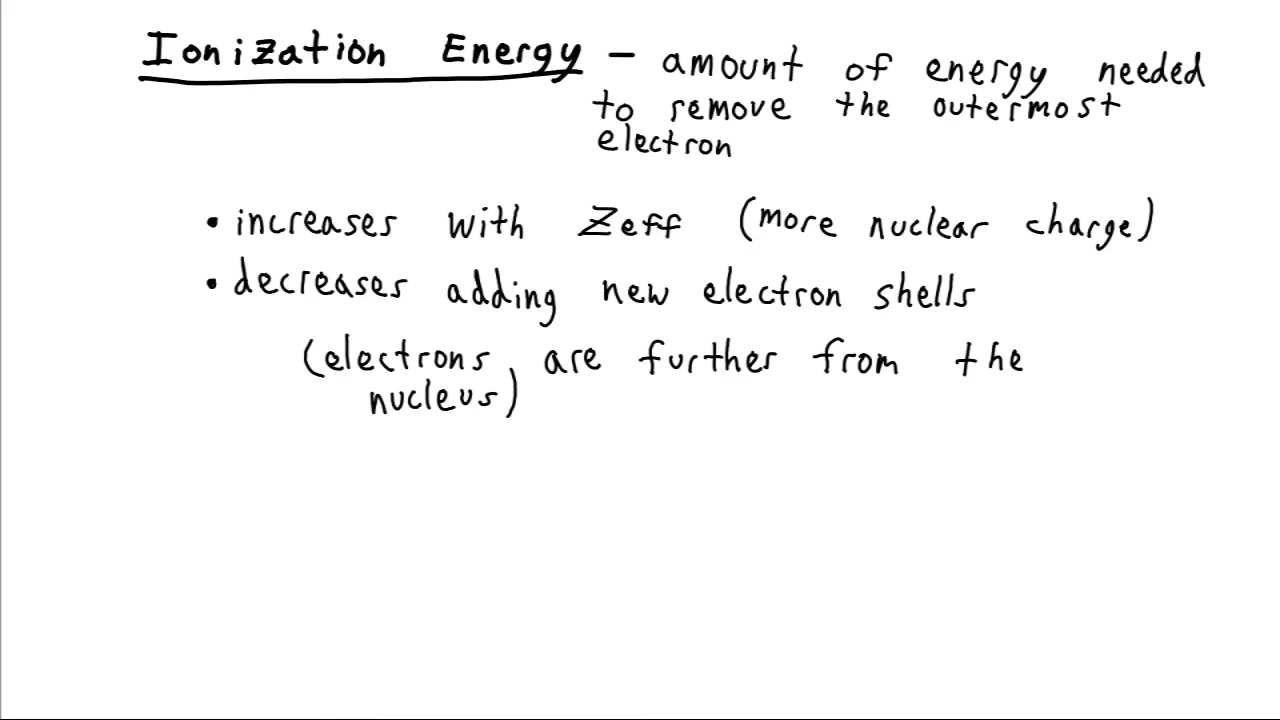 Ionization Energy – amount of energy needed
to remove the outermost
electron
• increases with Zeff (more nuclear charge)
• decreases adding new electron shells
(electrons are further from the
nucleus)